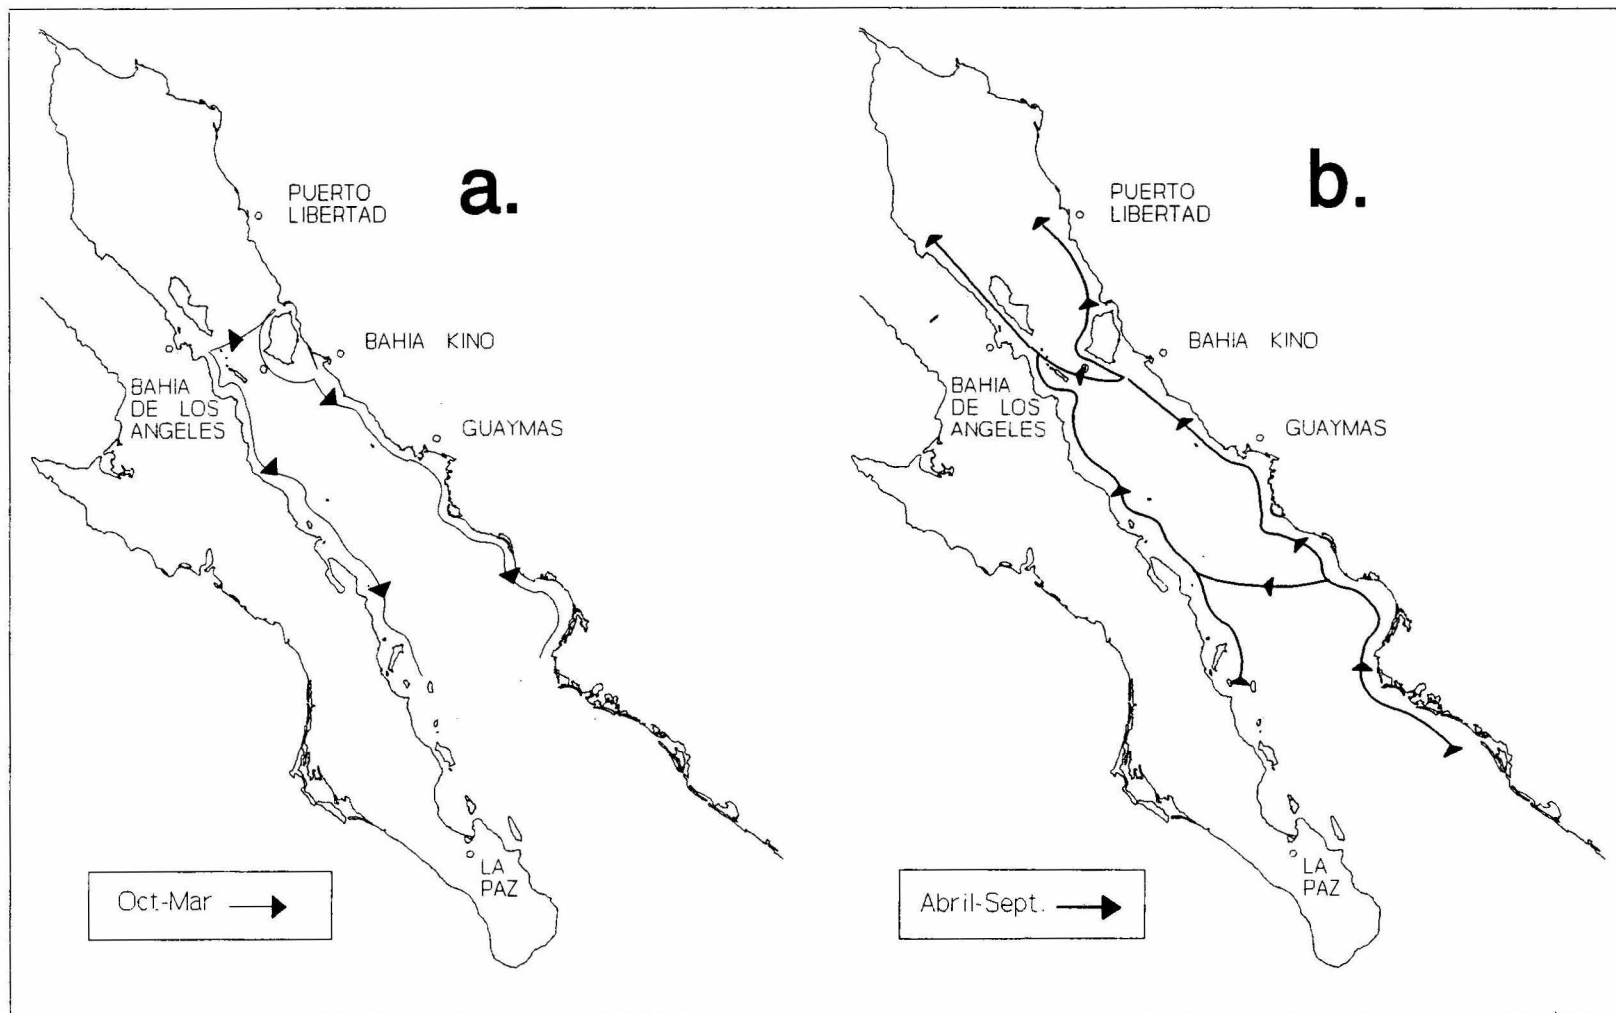 a.
PUERTO
LIBERTAD
BAHIA KINO
BAHIA
DE LOS
ANGELES
GUAYMAS
LA
PAZ
Oct.-Mar
b.
PUERTO
LIBERTAD
BAHIA KINO
BAHIA
DE LOS
ANGELES
GUAYMAS
LA
PAZ
Abril-Sept.